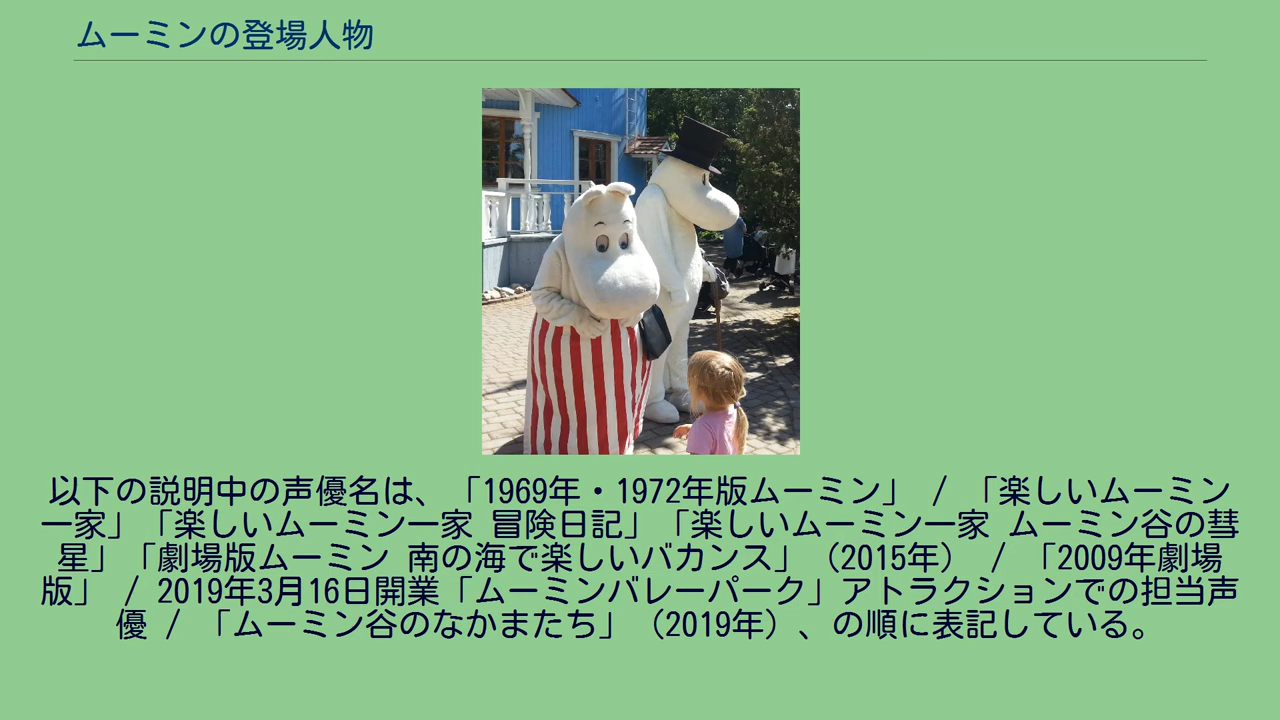 ムーミンの登場人物
以下の説明中の声優名は、「1969年・1972年版ムーミン」 / 「楽しいムーミン
一家」「楽しいムーミン一家 冒険日記」「楽しいムーミン一家 ムーミン谷の彗
星」「劇場版ムーミン 南の海で楽しいバカンス」（2015年） / 「2009年劇場
版」 / 2019年3月16日開業「ムーミンバレーパーク」アトラクションでの担当声
優 / 「ムーミン谷のなかまたち」（2019年）、の順に表記している。